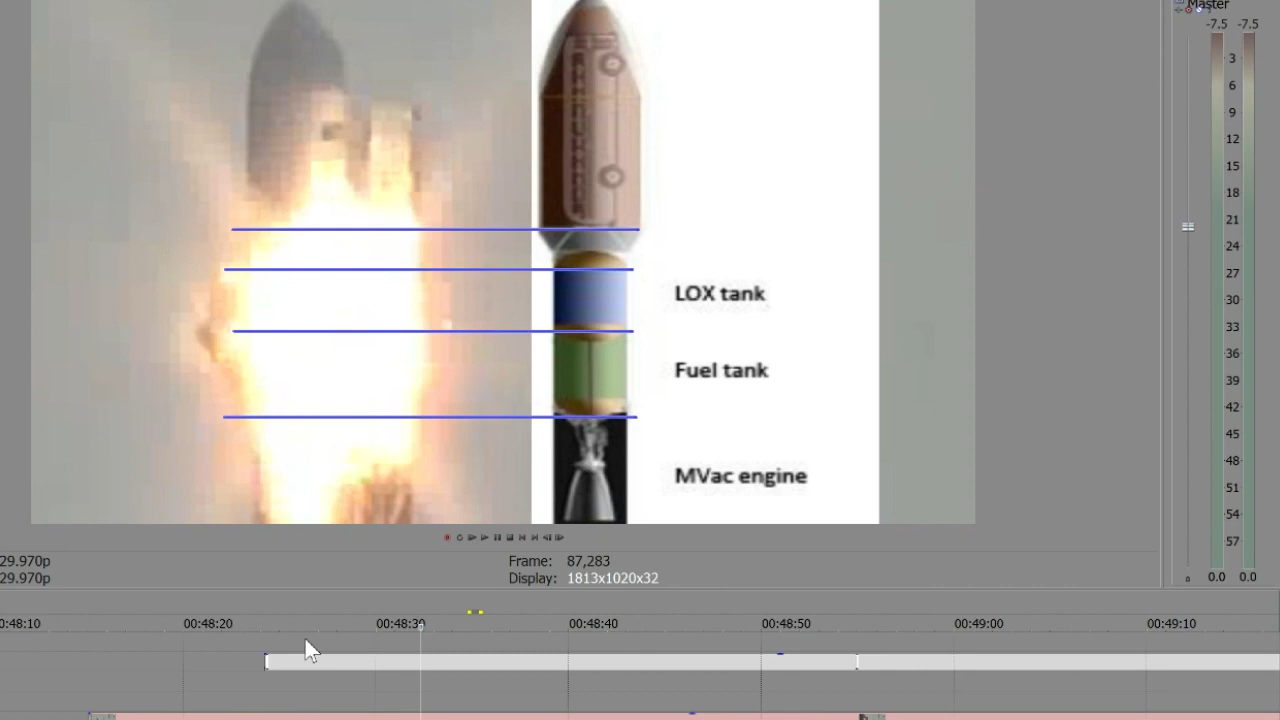 Master
-7.5 -7.5
3
6
9
12
15
18
21
24
27
30
33
36
39
42
45
48
51
54
57
0.0 0.0
LOX tank
Fuel tank
MVac engine
29.970p
Frame: 87,283
29.970p
Display: 1813x1020x32
0:48:10 00:48:20 00:48:30 00:48:40 00:48:50 00:49:00 00:49:10